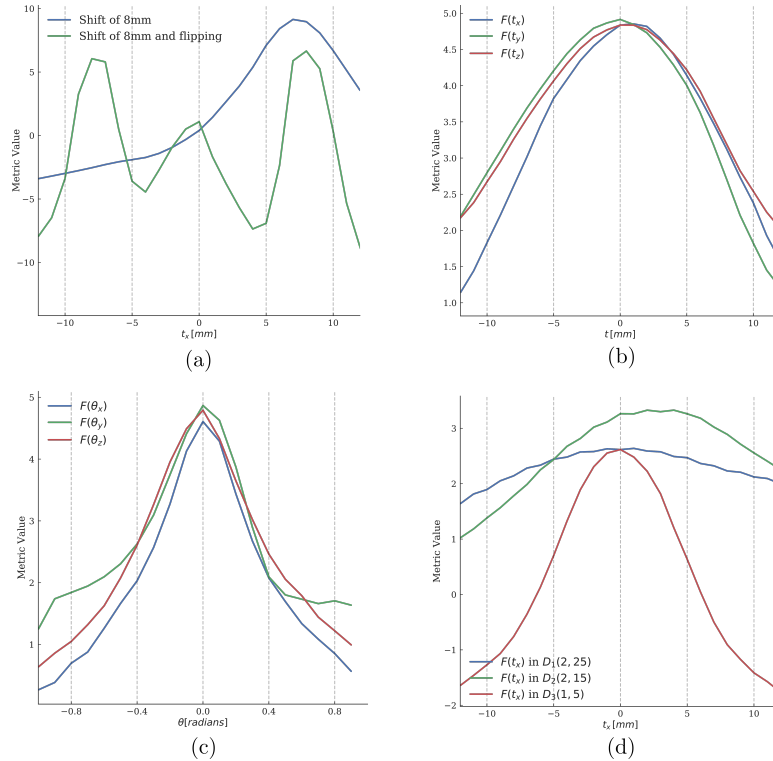 Shift of 8mm
Shift of 8mm and flipping
10
5
0
−5
−10
Metric Value
−10 −5 0 5 10
t_x [mm]
(a)
F(t_x)
F(t_y)
F(t_z)
5.0
4.5
4.0
3.5
3.0
2.5
2.0
1.5
1.0
Metric Value
−10 −5 0 5 10
t [mm]
(b)
F(θ_x)
F(θ_y)
F(θ_z)
5
4
3
2
1
Metric Value
−0.8 −0.4 0.0 0.4 0.8
θ[radians]
(c)
3
2
1
0
−1
−2
Metric Value
F(t_x) in D_1(2, 25)
F(t_x) in D_2(2, 15)
F(t_x) in D_3(1, 5)
−10 −5 0 5 10
t_x [mm]
(d)